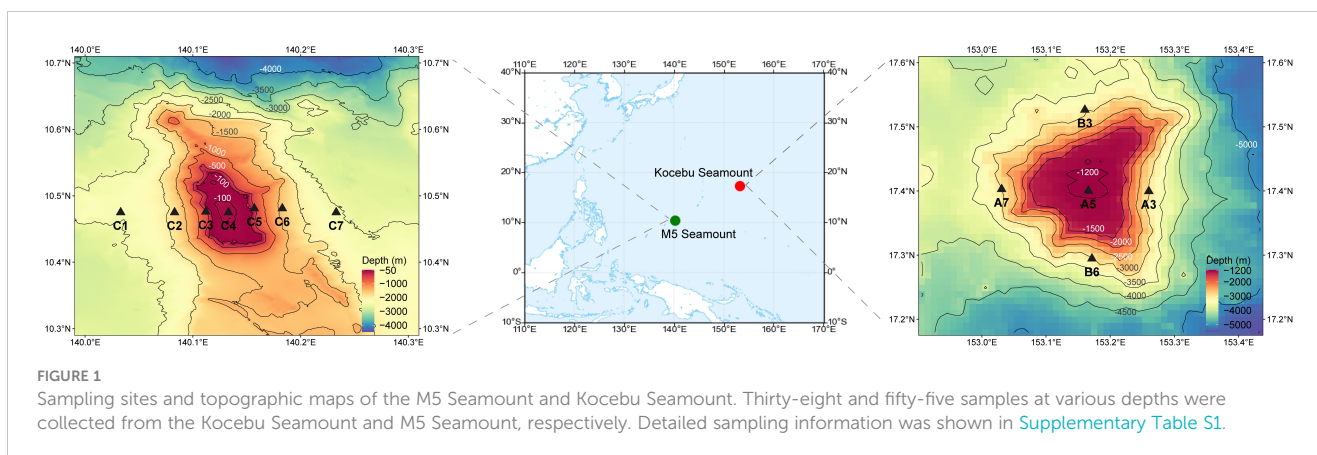 140.0°E 140.1°E 140.2°E 140.3°E
10.7°N 10.7°N
-4000
-3600
-3000
-2500
-2000
-1500
10.6°N 10.6°N
-1000
-500
-100
-100
10.5°N 10.5°N
C1 C2 C3 C4 C5 C6 C7
10.4°N 10.4°N
Depth (m)
−50
−1000
−2000
−3000
−4000
10.3°N 10.3°N
140.0°E 140.1°E 140.2°E 140.3°E
110°E 120°E 130°E 140°E 150°E 160°E 170°E
40°N 40°N
30°N 30°N
20°N 20°N
Kocebu Seamount
10°N 10°N
M5 Seamount
0° 0°
10°S 10°S
110°E 120°E 130°E 140°E 150°E 160°E 170°E
153.0°E 153.1°E 153.2°E 153.3°E 153.4°E
17.6°N 17.6°N
B3
17.5°N 17.5°N
-5000
-1200
17.4°N 17.4°N
A7 A5 A3
-1500
-2000
17.3°N 17.3°N
B6
-3000
-3500
-4000
-4500
Depth (m)
−1200
−2000
−3000
−4000
−5000
17.2°N 17.2°N
153.0°E 153.1°E 153.2°E 153.3°E 153.4°E
FIGURE 1
Sampling sites and topographic maps of the M5 Seamount and Kocebu Seamount. Thirty-eight and fifty-five samples at various depths were
collected from the Kocebu Seamount and M5 Seamount, respectively. Detailed sampling information was shown in Supplementary Table S1.